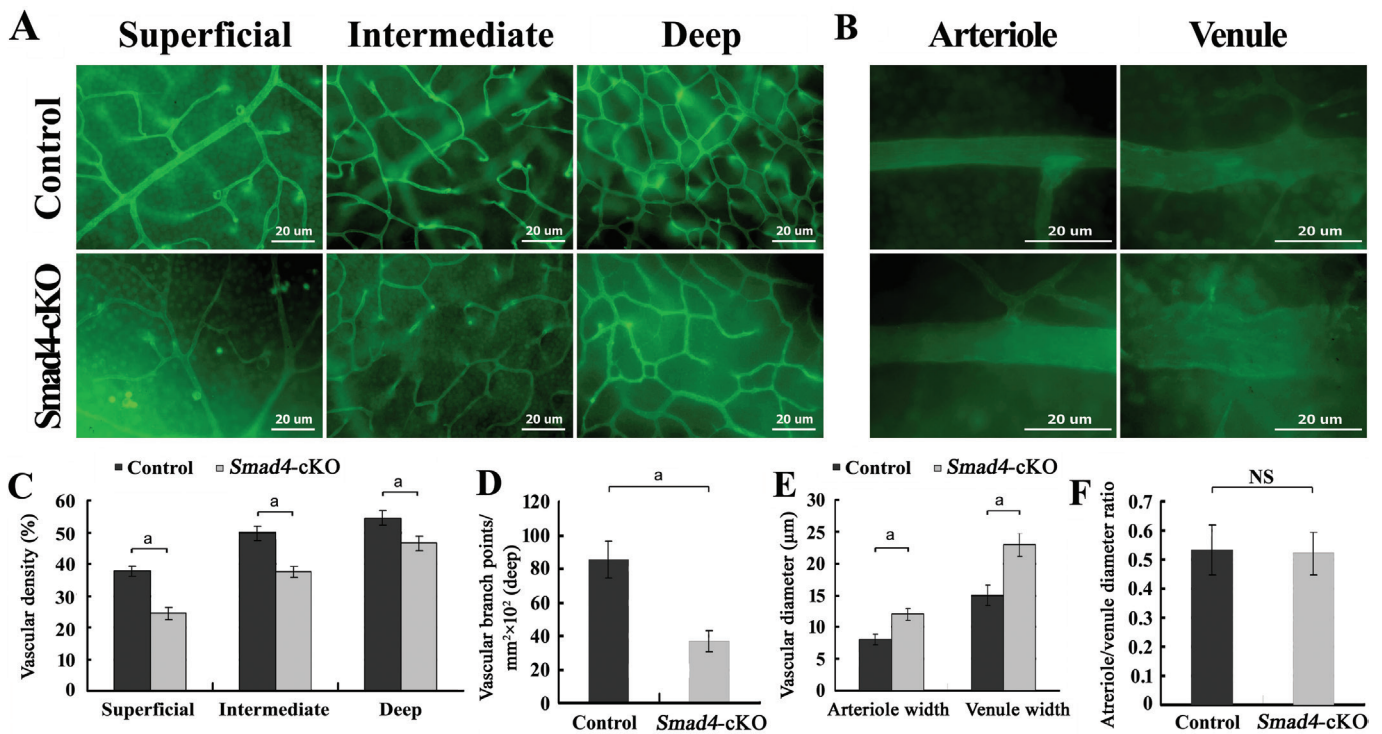 A
Superficial Intermediate Deep
Control
20 um 20 um 20 um
Smad4-cKO
20 um 20 um 20 um
B
Arteriole Venule
20 um 20 um
20 um 20 um
C
Control Smad4-cKO
Vascular density (%)
60
50
40
30
20
10
0
a a a
Superficial Intermediate Deep
D
Vascular branch points/
mm²×10² (deep)
120
100
80
60
40
20
0
a
Control Smad4-cKO
E
Control Smad4-cKO
Vascular diameter (μm)
30
25
20
15
10
5
0
a a
Arteriole width Venule width
F
Atreriole/venule diameter ratio
0.7
0.6
0.5
0.4
0.3
0.2
0.1
0
NS
Control Smad4-cKO